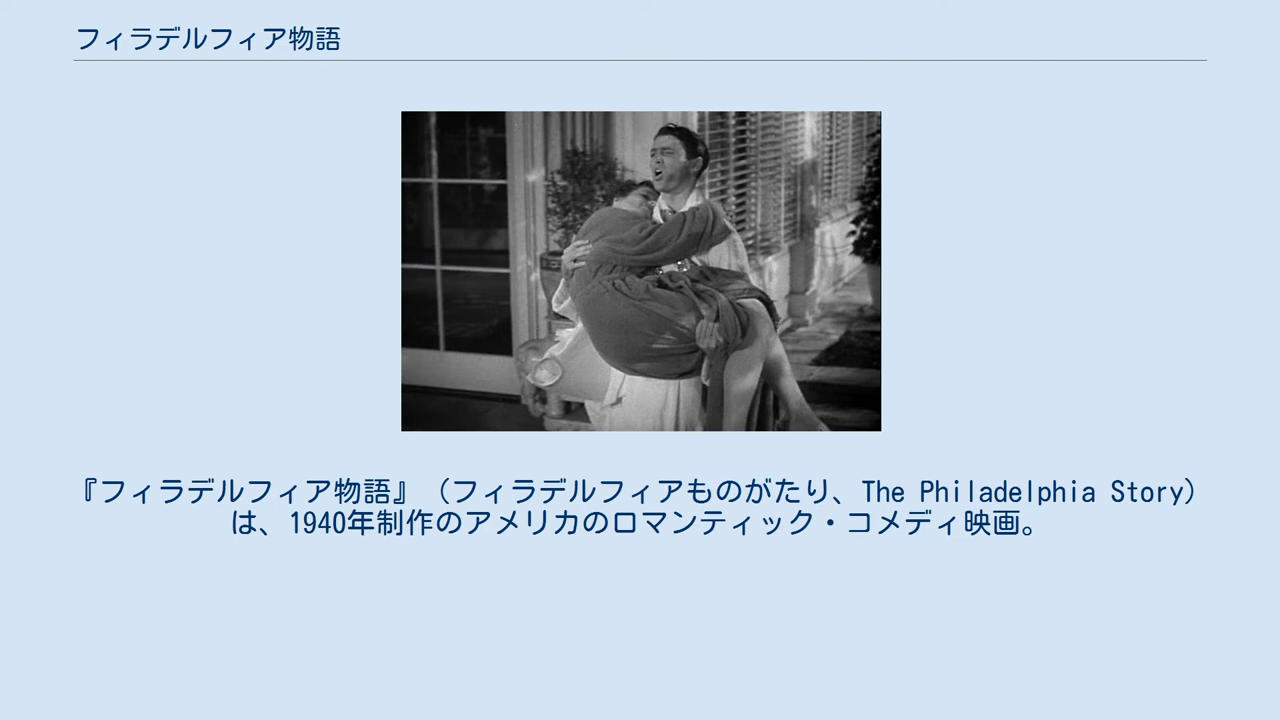 フィラデルフィア物語
『フィラデルフィア物語』（フィラデルフィアものがたり、The Philadelphia Story）
は、1940年制作のアメリカのロマンティック・コメディ映画。